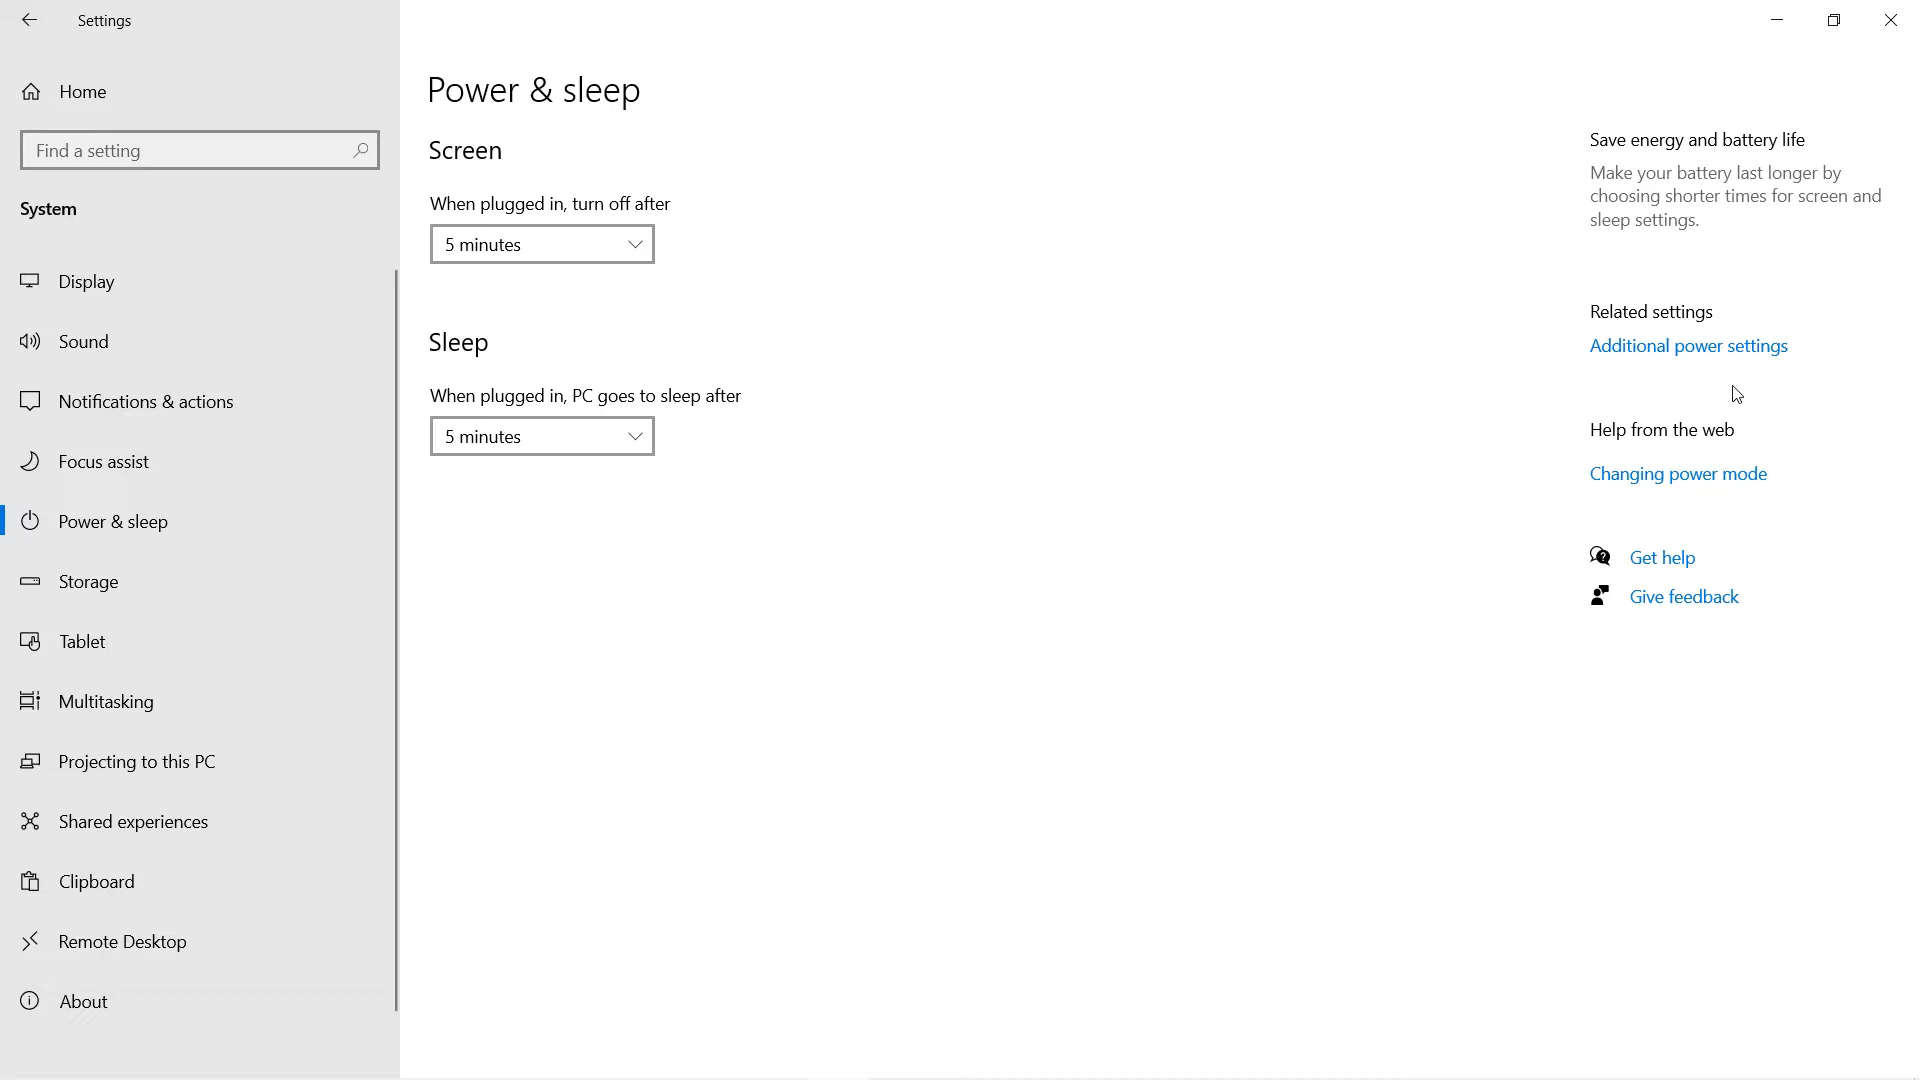 Settings
Home
Find a setting
System
Display
Sound
Notifications & actions
Focus assist
Power & sleep
Storage
Tablet
Multitasking
Projecting to this PC
Shared experiences
Clipboard
Remote Desktop
About
Power & sleep
Screen
When plugged in, turn off after
5 minutes
Sleep
When plugged in, PC goes to sleep after
5 minutes
Save energy and battery life
Make your battery last longer by
choosing shorter times for screen and
sleep settings.
Related settings
Additional power settings
Help from the web
Changing power mode
Get help
Give feedback